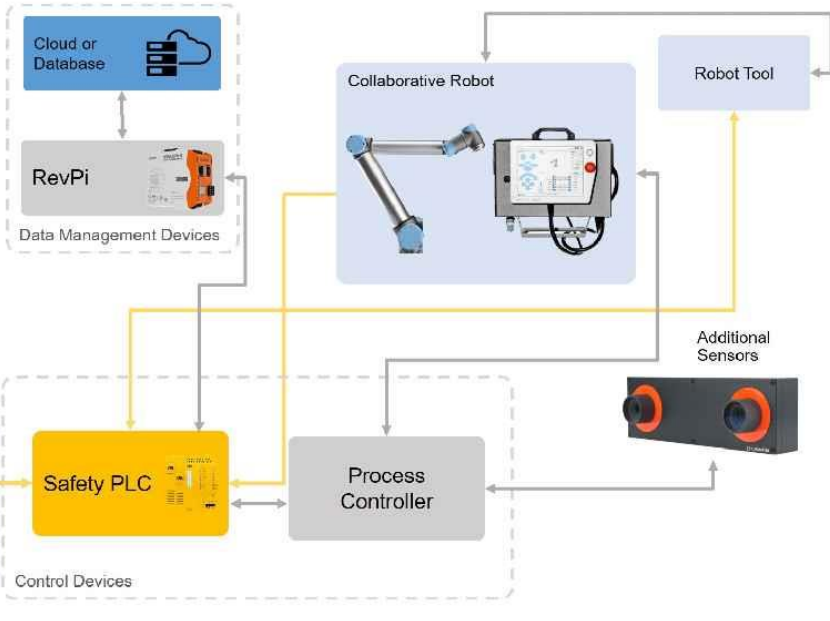 Cloud or
Database
RevPi
Data Management Devices
Collaborative Robot
Robot Tool
Additional
Sensors
Safety PLC
Process
Controller
Control Devices